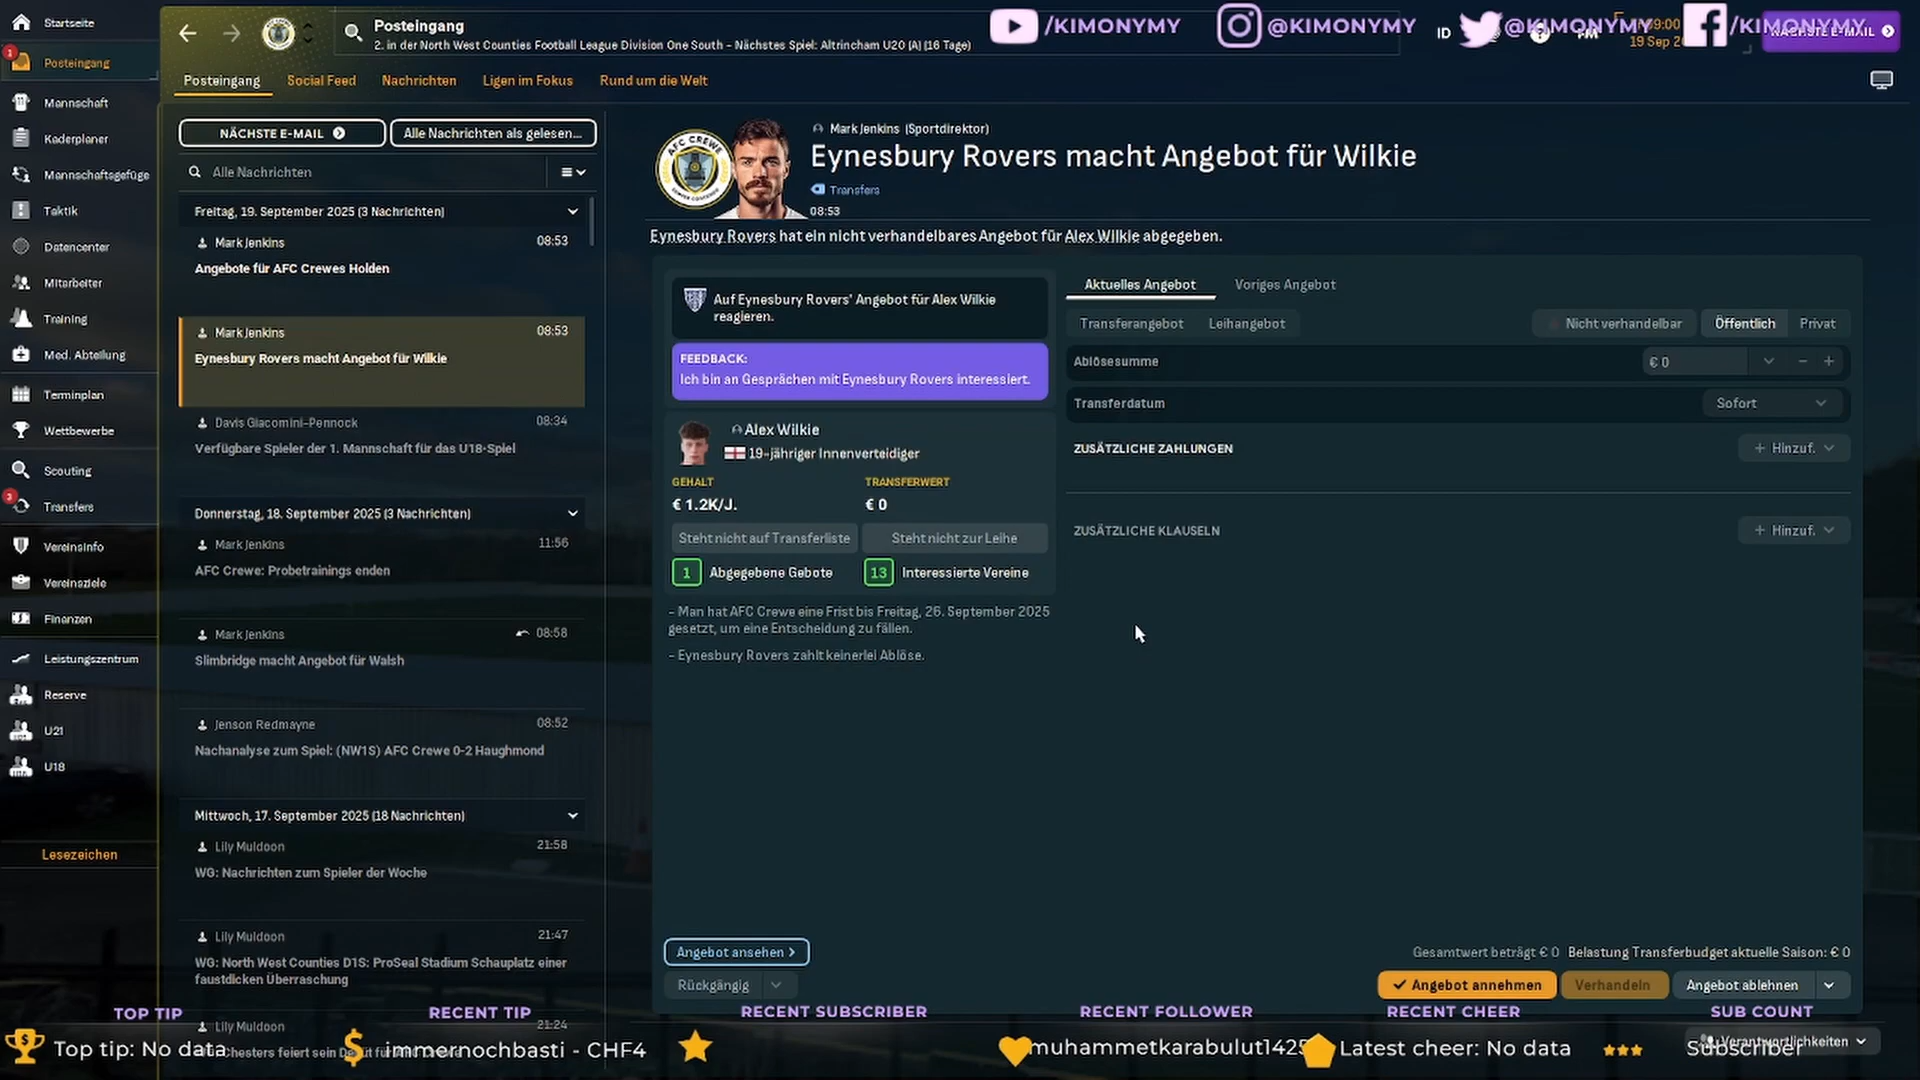 Startseite
1
Posteingang
Mannschaft
Kaderplaner
Mannschaftsgefüge
Taktik
Datencenter
Mitarbeiter
Training
Med. Abteilung
Terminplan
Wettbewerbe
Scouting
3
Transfers
Vereinsinfo
Vereinsziele
Finanzen
Leistungszentrum
Reserve
U21
U18
Lesezeichen
Posteingang
2. in der North West Counties Football League Division One South - Nächstes Spiel: Altrincham U20 (A) (16 Tage)
/KIMONYMY
@KIMONYMY
ID
@KIMONYMY
/KIMONYMY
09:00
19 Sep
NÄCHSTE E-MAIL
Posteingang
Social Feed
Nachrichten
Ligen im Fokus
Rund um die Welt
NÄCHSTE E-MAIL
Alle Nachrichten als gelesen...
Alle Nachrichten
Freitag, 19. September 2025 (3 Nachrichten)
Mark Jenkins 08:53
Angebote für AFC Crewes Holden
Mark Jenkins 08:53
Eynesbury Rovers macht Angebot für Wilkie
Davis Giacomini-Pennock 08:34
Verfügbare Spieler der 1. Mannschaft für das U18-Spiel
Donnerstag, 18. September 2025 (3 Nachrichten)
Mark Jenkins 11:56
AFC Crewe: Probetrainings enden
Mark Jenkins 08:58
Slimbridge macht Angebot für Walsh
Jenson Redmayne 08:52
Nachanalyse zum Spiel: (NW1S) AFC Crewe 0-2 Haughmond
Mittwoch, 17. September 2025 (18 Nachrichten)
Lily Muldoon 21:58
WG: Nachrichten zum Spieler der Woche
Lily Muldoon 21:47
WG: North West Counties D1S: ProSeal Stadium Schauplatz einer
faustdicken Überraschung
Lily Muldoon 21:24
AFC CREWE
Mark Jenkins (Sportdirektor)
Eynesbury Rovers macht Angebot für Wilkie
Transfers
08:53
Eynesbury Rovers hat ein nicht verhandelbares Angebot für Alex Wilkie abgegeben.
Auf Eynesbury Rovers' Angebot für Alex Wilkie
reagieren.
FEEDBACK:
Ich bin an Gesprächen mit Eynesbury Rovers interessiert.
Alex Wilkie
19-jähriger Innenverteidiger
GEHALT TRANSFERWERT
€ 1.2K/J. € 0
Steht nicht auf Transferliste Steht nicht zur Leihe
1 Abgegebene Gebote 13 Interessierte Vereine
- Man hat AFC Crewe eine Frist bis Freitag, 26. September 2025
gesetzt, um eine Entscheidung zu fällen.
- Eynesbury Rovers zahlt keinerlei Ablöse.
Aktuelles Angebot Voriges Angebot
Transferangebot Leihangebot Nicht verhandelbar Öffentlich Privat
Ablösesumme € 0
Transferdatum Sofort
ZUSÄTZLICHE ZAHLUNGEN + Hinzuf.
ZUSÄTZLICHE KLAUSELN + Hinzuf.
Angebot ansehen
Gesamtwert beträgt € 0 Belastung Transferbudget aktuelle Saison: € 0
Rückgängig
Angebot annehmen Verhandeln Angebot ablehnen
TOP TIP RECENT TIP RECENT SUBSCRIBER RECENT FOLLOWER RECENT CHEER SUB COUNT
Top tip: No data
immernochbasti - CHF4
muhammetkarabulut1425
Latest cheer: No data
Subscriber
Verantwortlichkeiten